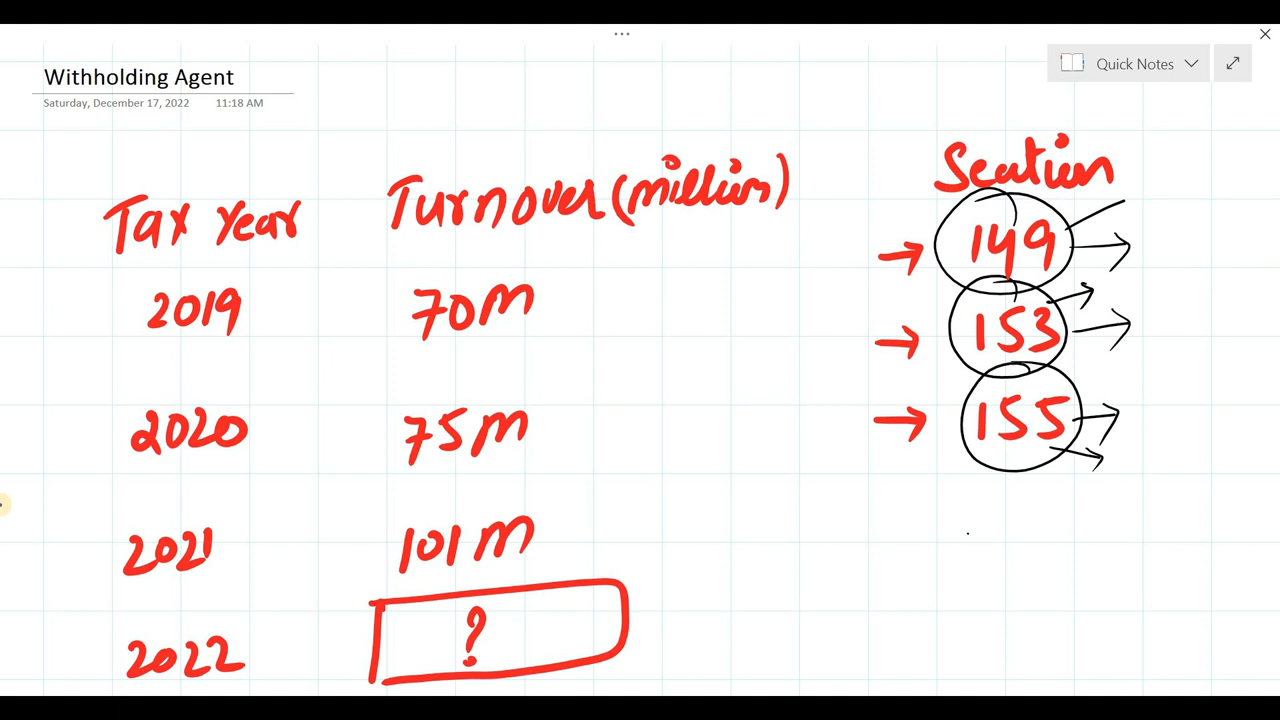 Withholding Agent
Saturday, December 17, 2022 11:18 AM
Quick Notes
Tax Year Turnover (million) Section
149
2019 70M 153
2020 75M 155
2021 101M
2022 ?